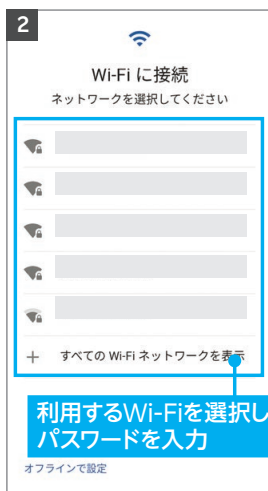 2
Wi-Fi に接続
ネットワークを選択してください
すべての Wi-Fi ネットワークを表示
利用するWi-Fiを選択し
パスワードを入力
オフラインで設定